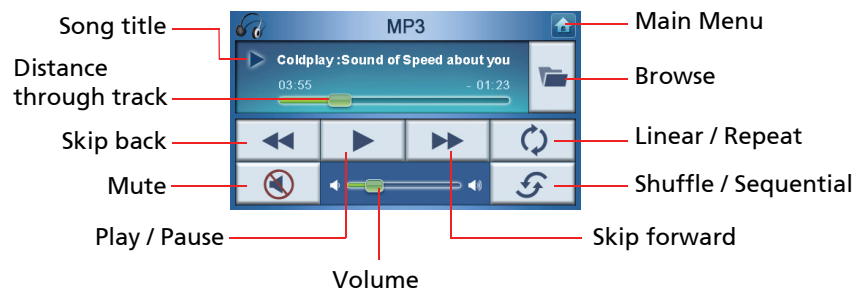 Song title
MP3
Main Menu
Coldplay :Sound of Speed about you
Distance
through track
03:55
- 01:23
Browse
Skip back
Linear / Repeat
Mute
Shuffle / Sequential
Play / Pause
Skip forward
Volume